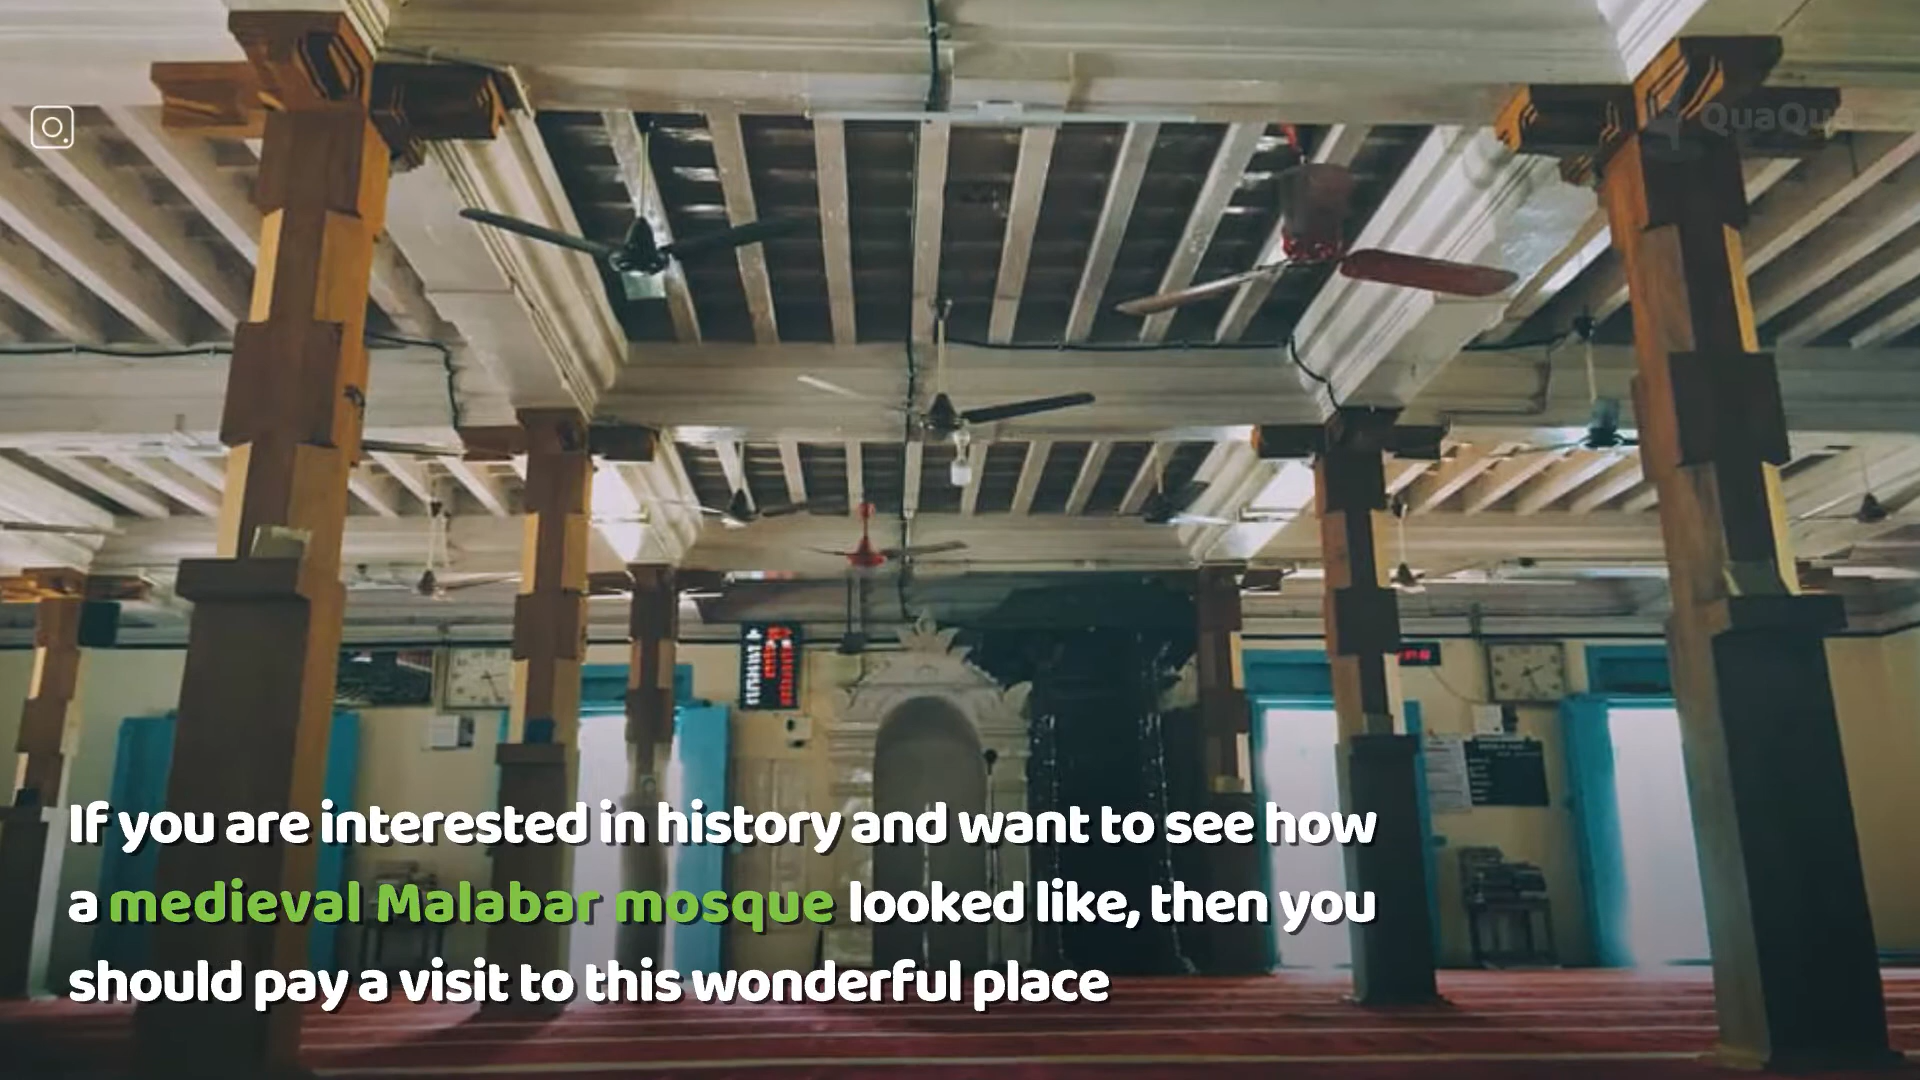 QuaQua
If you are interested in history and want to see how
a medieval Malabar mosque looked like, then you
should pay a visit to this wonderful place